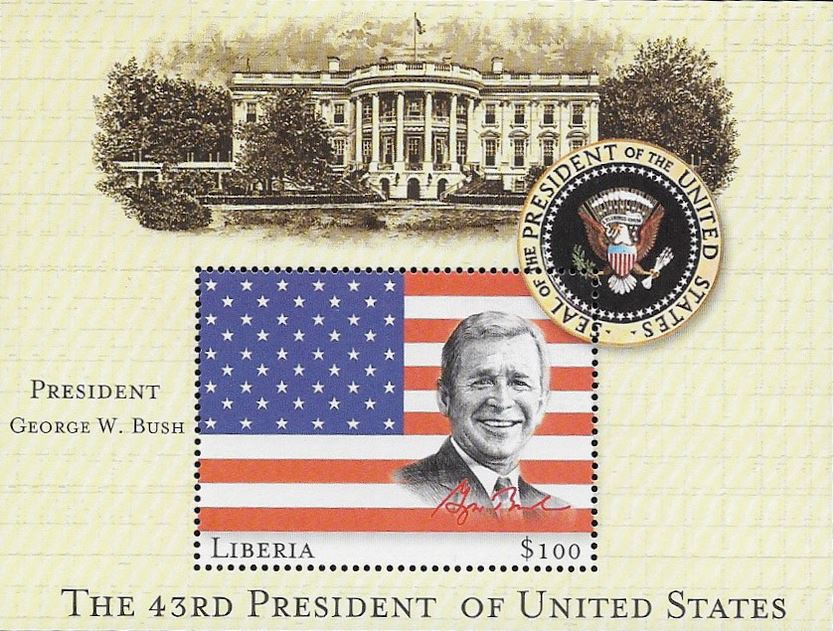 SEAL OF THE PRESIDENT OF THE UNITED STATES
PRESIDENT
GEORGE W. BUSH
LIBERIA
$100
THE 43RD PRESIDENT OF UNITED STATES